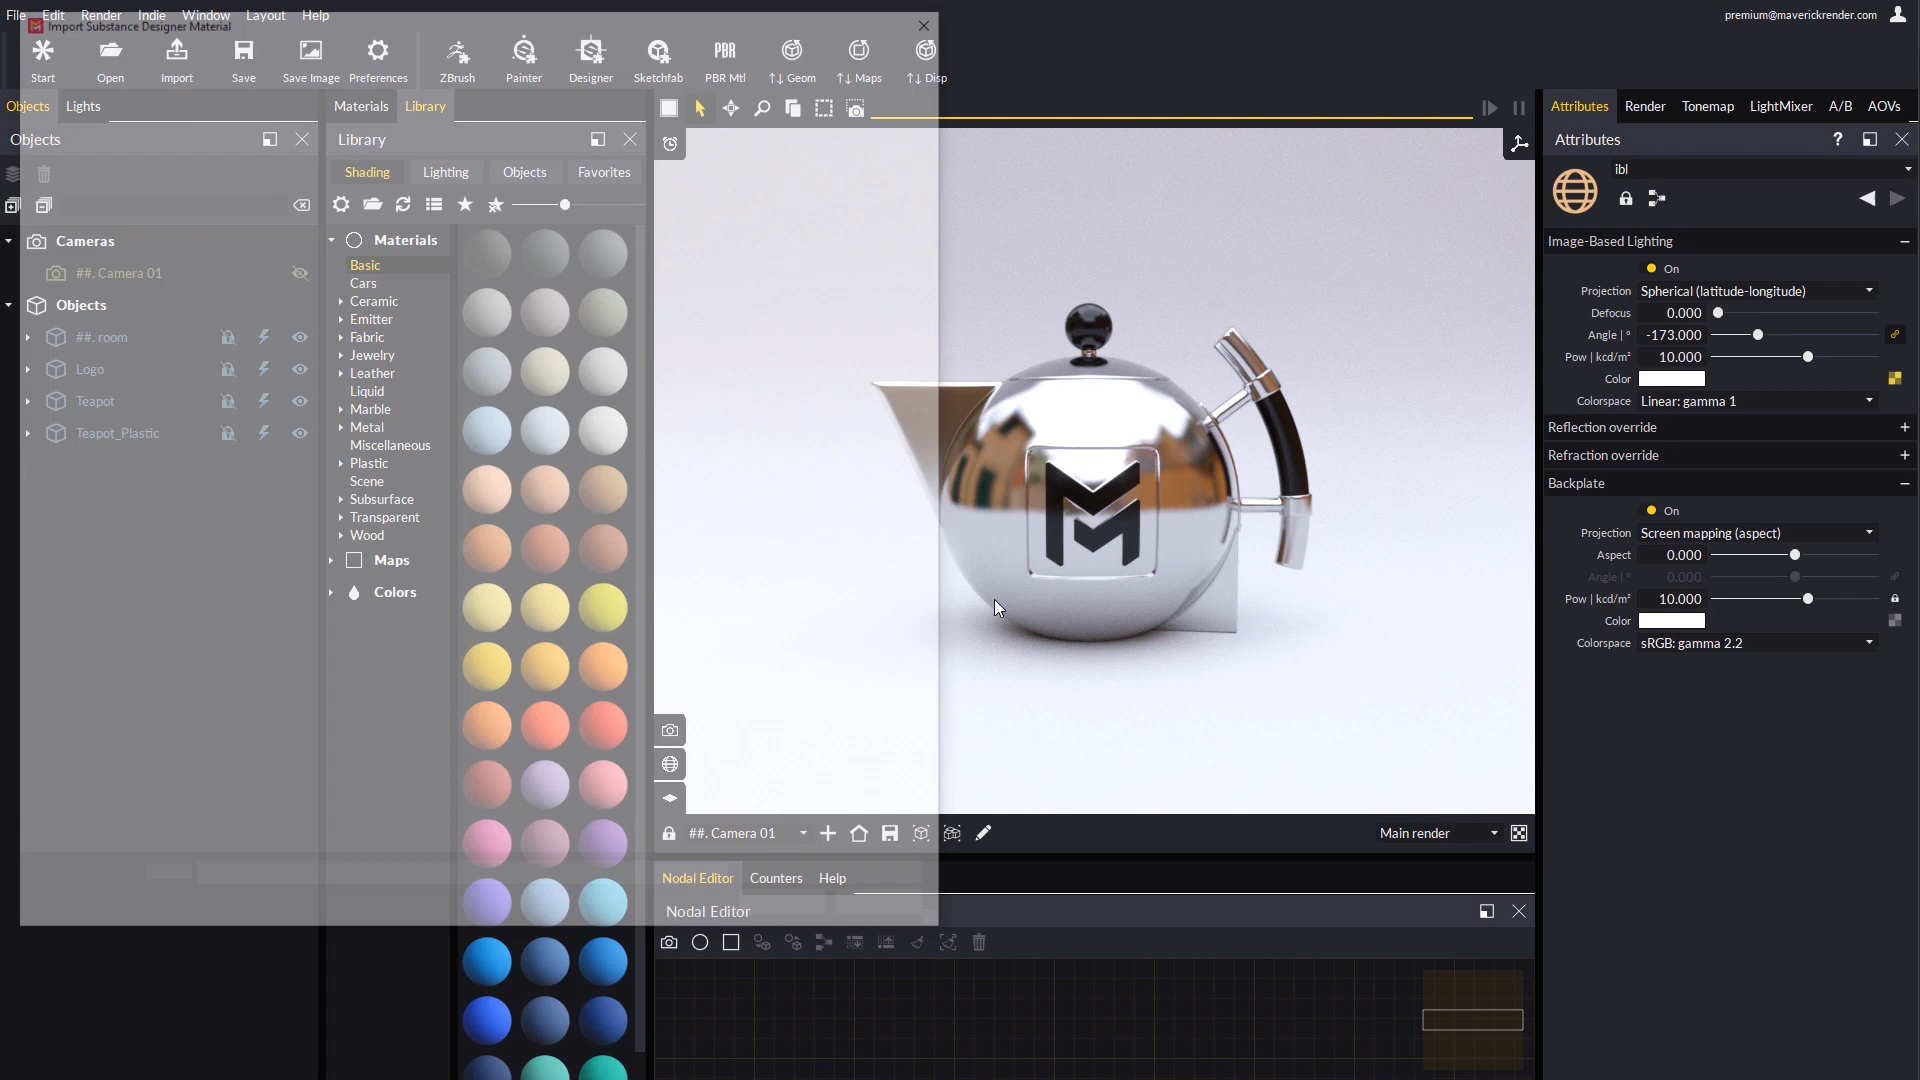 File Edit Render Indie Window Layout Help
premium@maverickrender.com
Import Substance Designer Material
Start Open Import Save Save Image Preferences ZBrush Painter Designer Sketchfab PBR Mtl ↑↓ Geom ↑↓ Maps ↑↓ Disp
PBR
Objects Lights
Materials Library
Attributes Render Tonemap LightMixer A/B AOVs
Objects
Library
Attributes ?
Shading Lighting Objects Favorites
ibl
Cameras
##. Camera 01
Objects
##. room
Logo
Teapot
Teapot_Plastic
Materials
Basic
Cars
Ceramic
Emitter
Fabric
Jewelry
Leather
Liquid
Marble
Metal
Miscellaneous
Plastic
Scene
Subsurface
Transparent
Wood
Maps
Colors
M
Image-Based Lighting
On
Projection Spherical (latitude-longitude)
Defocus 0.000
Angle | ° -173.000
Pow | kcd/m² 10.000
Color
Colorspace Linear: gamma 1
Reflection override
Refraction override
Backplate
On
Projection Screen mapping (aspect)
Aspect 0.000
Angle | ° 0.000
Pow | kcd/m² 10.000
Color
Colorspace sRGB: gamma 2.2
##. Camera 01
Main render
Nodal Editor Counters Help
Nodal Editor